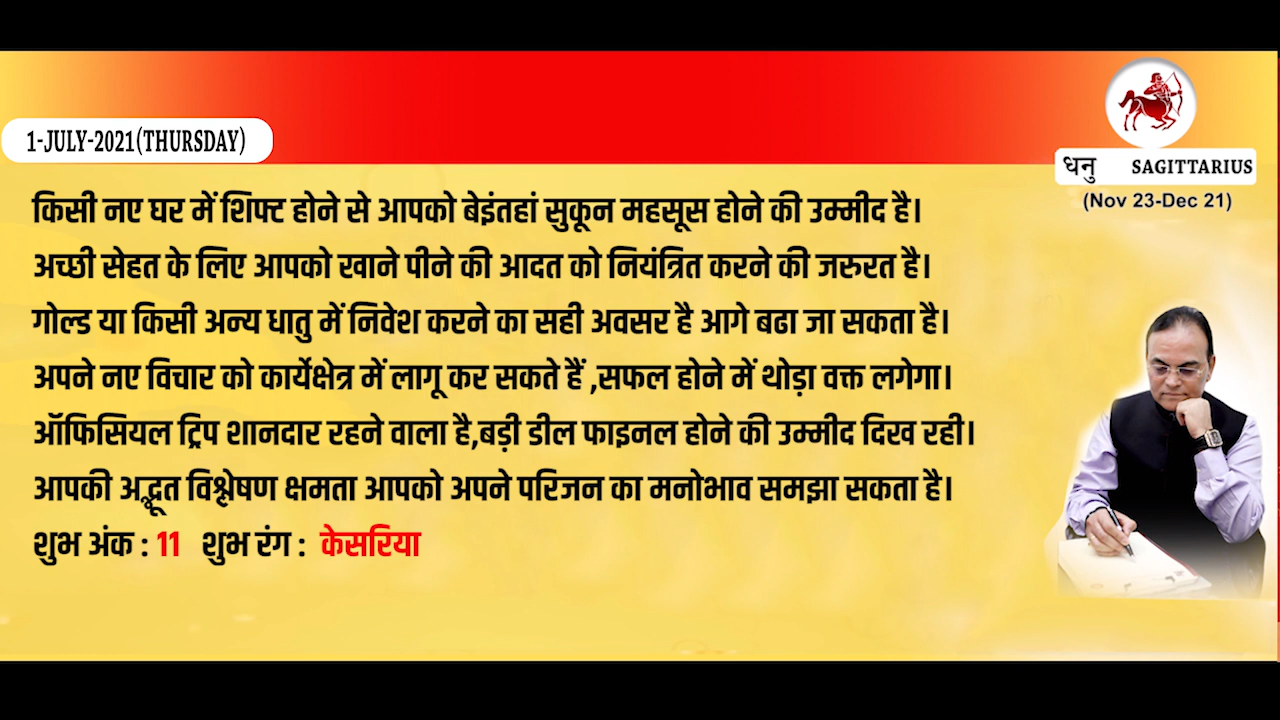 1-JULY-2021(THURSDAY)
धनु SAGITTARIUS
(Nov 23-Dec 21)
किसी नए घर में शिफ्ट होने से आपको बेइंतहां सुकून महसूस होने की उम्मीद है।
अच्छी सेहत के लिए आपको खाने पीने की आदत को नियंत्रित करने की जरुरत है।
गोल्ड या किसी अन्य धातु में निवेश करने का सही अवसर है आगे बढा जा सकता है।
अपने नए विचार को कार्येक्षेत्र में लागू कर सकते हैं ,सफल होने में थोड़ा वक्त लगेगा।
ऑफिसियल ट्रिप शानदार रहने वाला है,बड़ी डील फाइनल होने की उम्मीद दिख रही।
आपकी अद्भूत विश्लेषण क्षमता आपको अपने परिजन का मनोभाव समझा सकता है।
शुभ अंक : 11 शुभ रंग : केसरिया